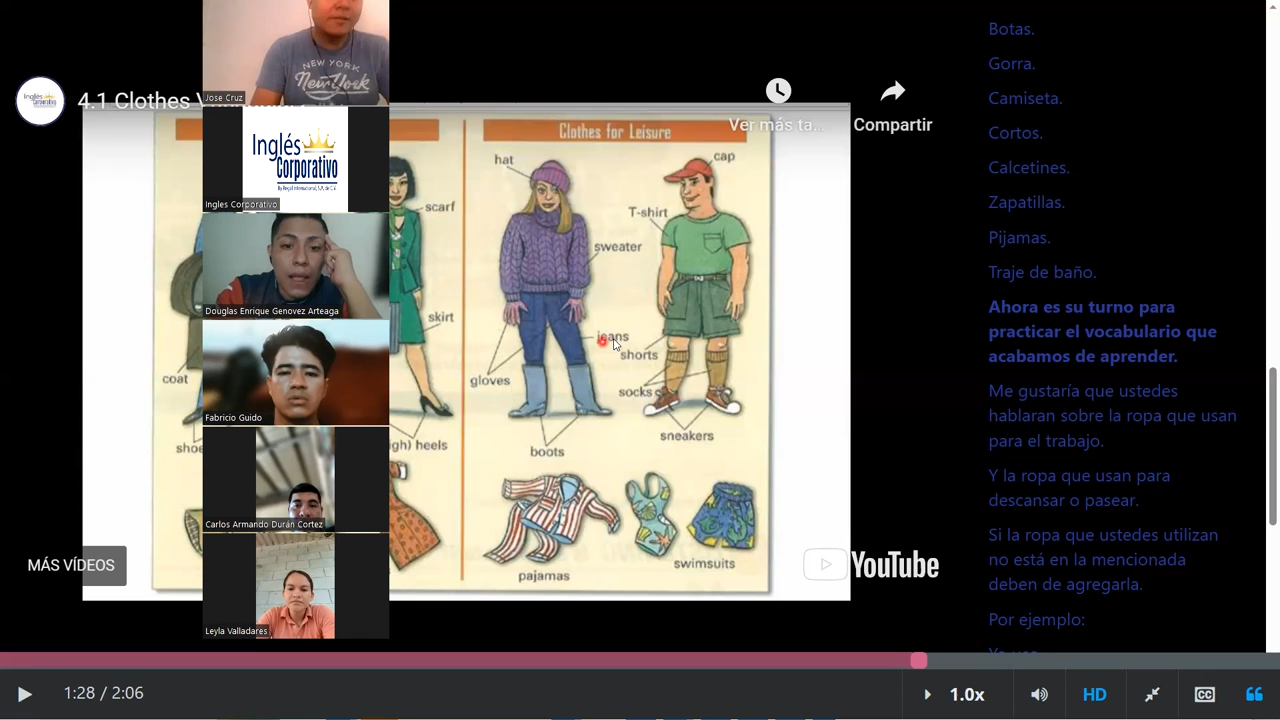 4.1 Clothes V
Ver más ta...
Compartir
Clothes for Leisure
hat
cap
scarf
T-shirt
sweater
skirt
jeans
shorts
coat
gloves
socks
sneakers
boots
heels
pajamas
swimsuits
NEW YORK
New York
Jose Cruz
Inglés
Corporativo
Ingles Corporativo
Douglas Enrique Genovez Arteaga
Fabricio Guido
Carlos Armando Durán Cortez
Leyla Valladares
MÁS VÍDEOS
YouTube
Botas.
Gorra.
Camiseta.
Cortos.
Calcetines.
Zapatillas.
Pijamas.
Traje de baño.
Ahora es su turno para
practicar el vocabulario que
acabamos de aprender.
Me gustaría que ustedes
hablaran sobre la ropa que usan
para el trabajo.
Y la ropa que usan para
descansar o pasear.
Si la ropa que ustedes utilizan
no está en la mencionada
deben de agregarla.
Por ejemplo:
1:28 / 2:06
1.0x
HD
CC